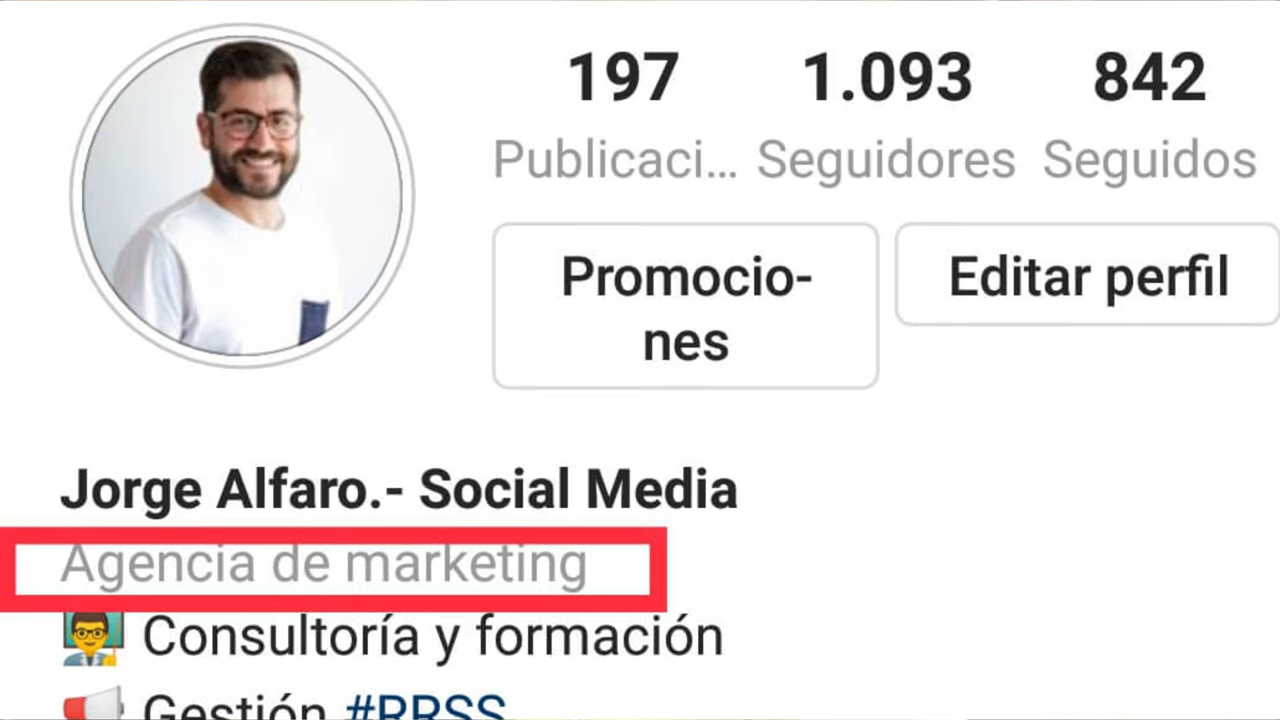 197 1.093 842
Publicaci... Seguidores Seguidos
Promocio- Editar perfil
nes
Jorge Alfaro.- Social Media
Agencia de marketing
Consultoría y formación
Gestión #RRSS